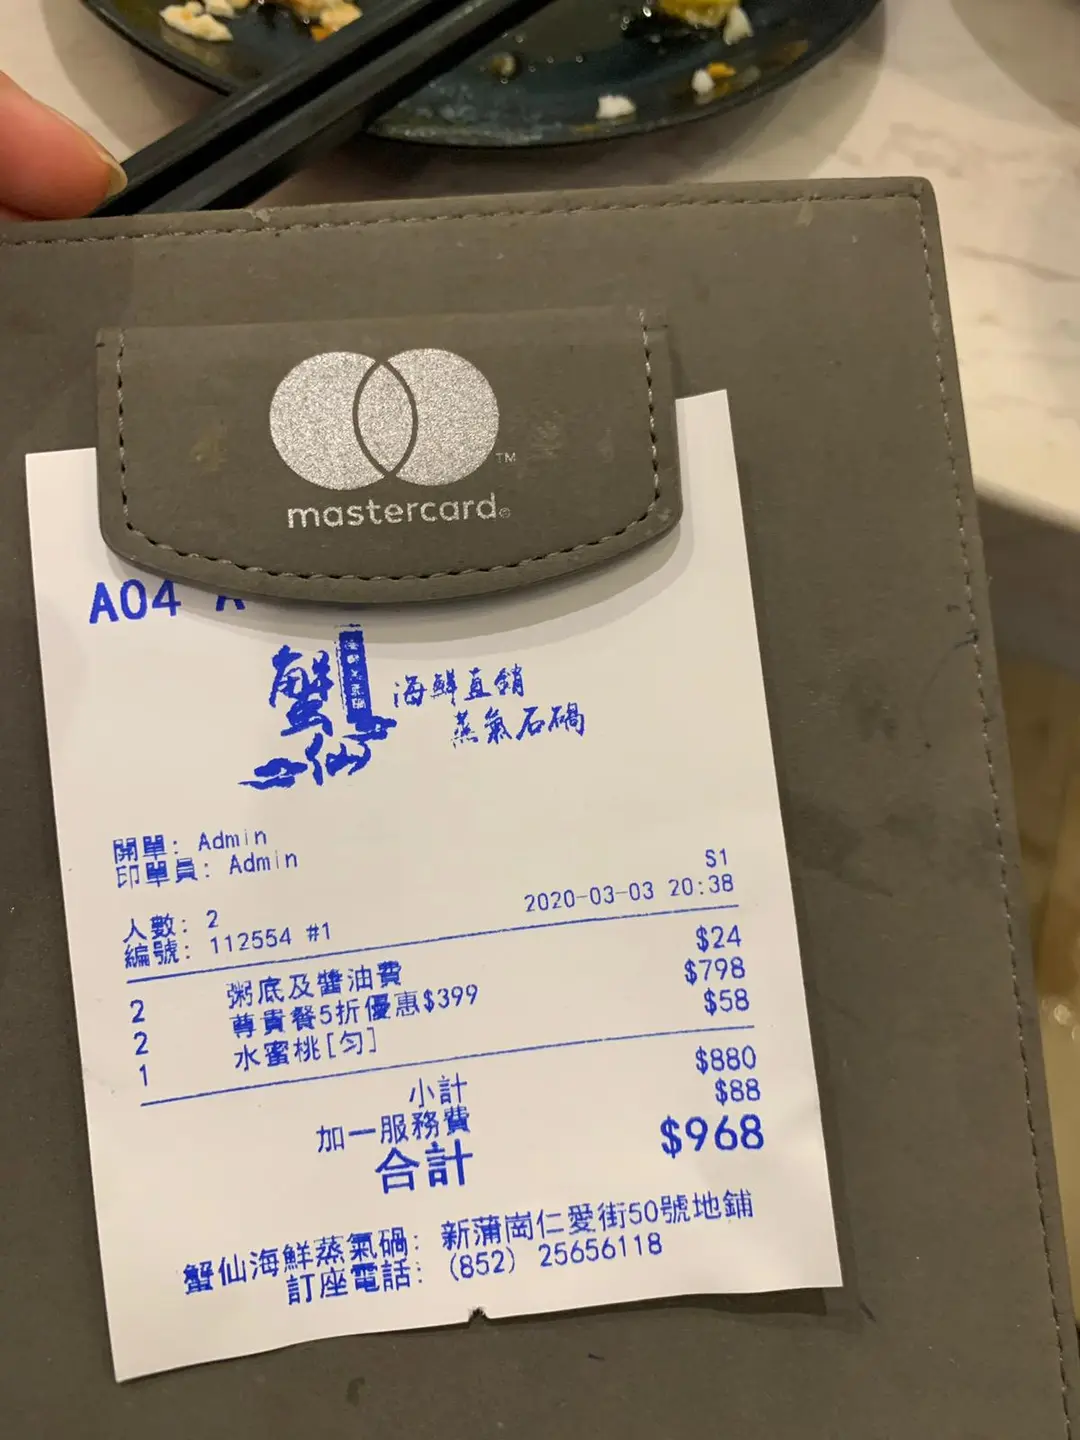 mastercard
A04
蟹仙
海鮮直銷
蒸氣石鍋
開單: Admin
印單員: Admin
S1
人數: 2
2020-03-03 20:38
編號: 112554 #1
2 粥底及醬油費 $24
2 尊貴餐5折優惠$399 $798
1 水蜜桃[勻] $58
小計 $880
加一服務費 $88
合計 $968
蟹仙海鮮蒸氣鍋: 新蒲崗仁愛街50號地鋪
訂座電話: (852) 25656118